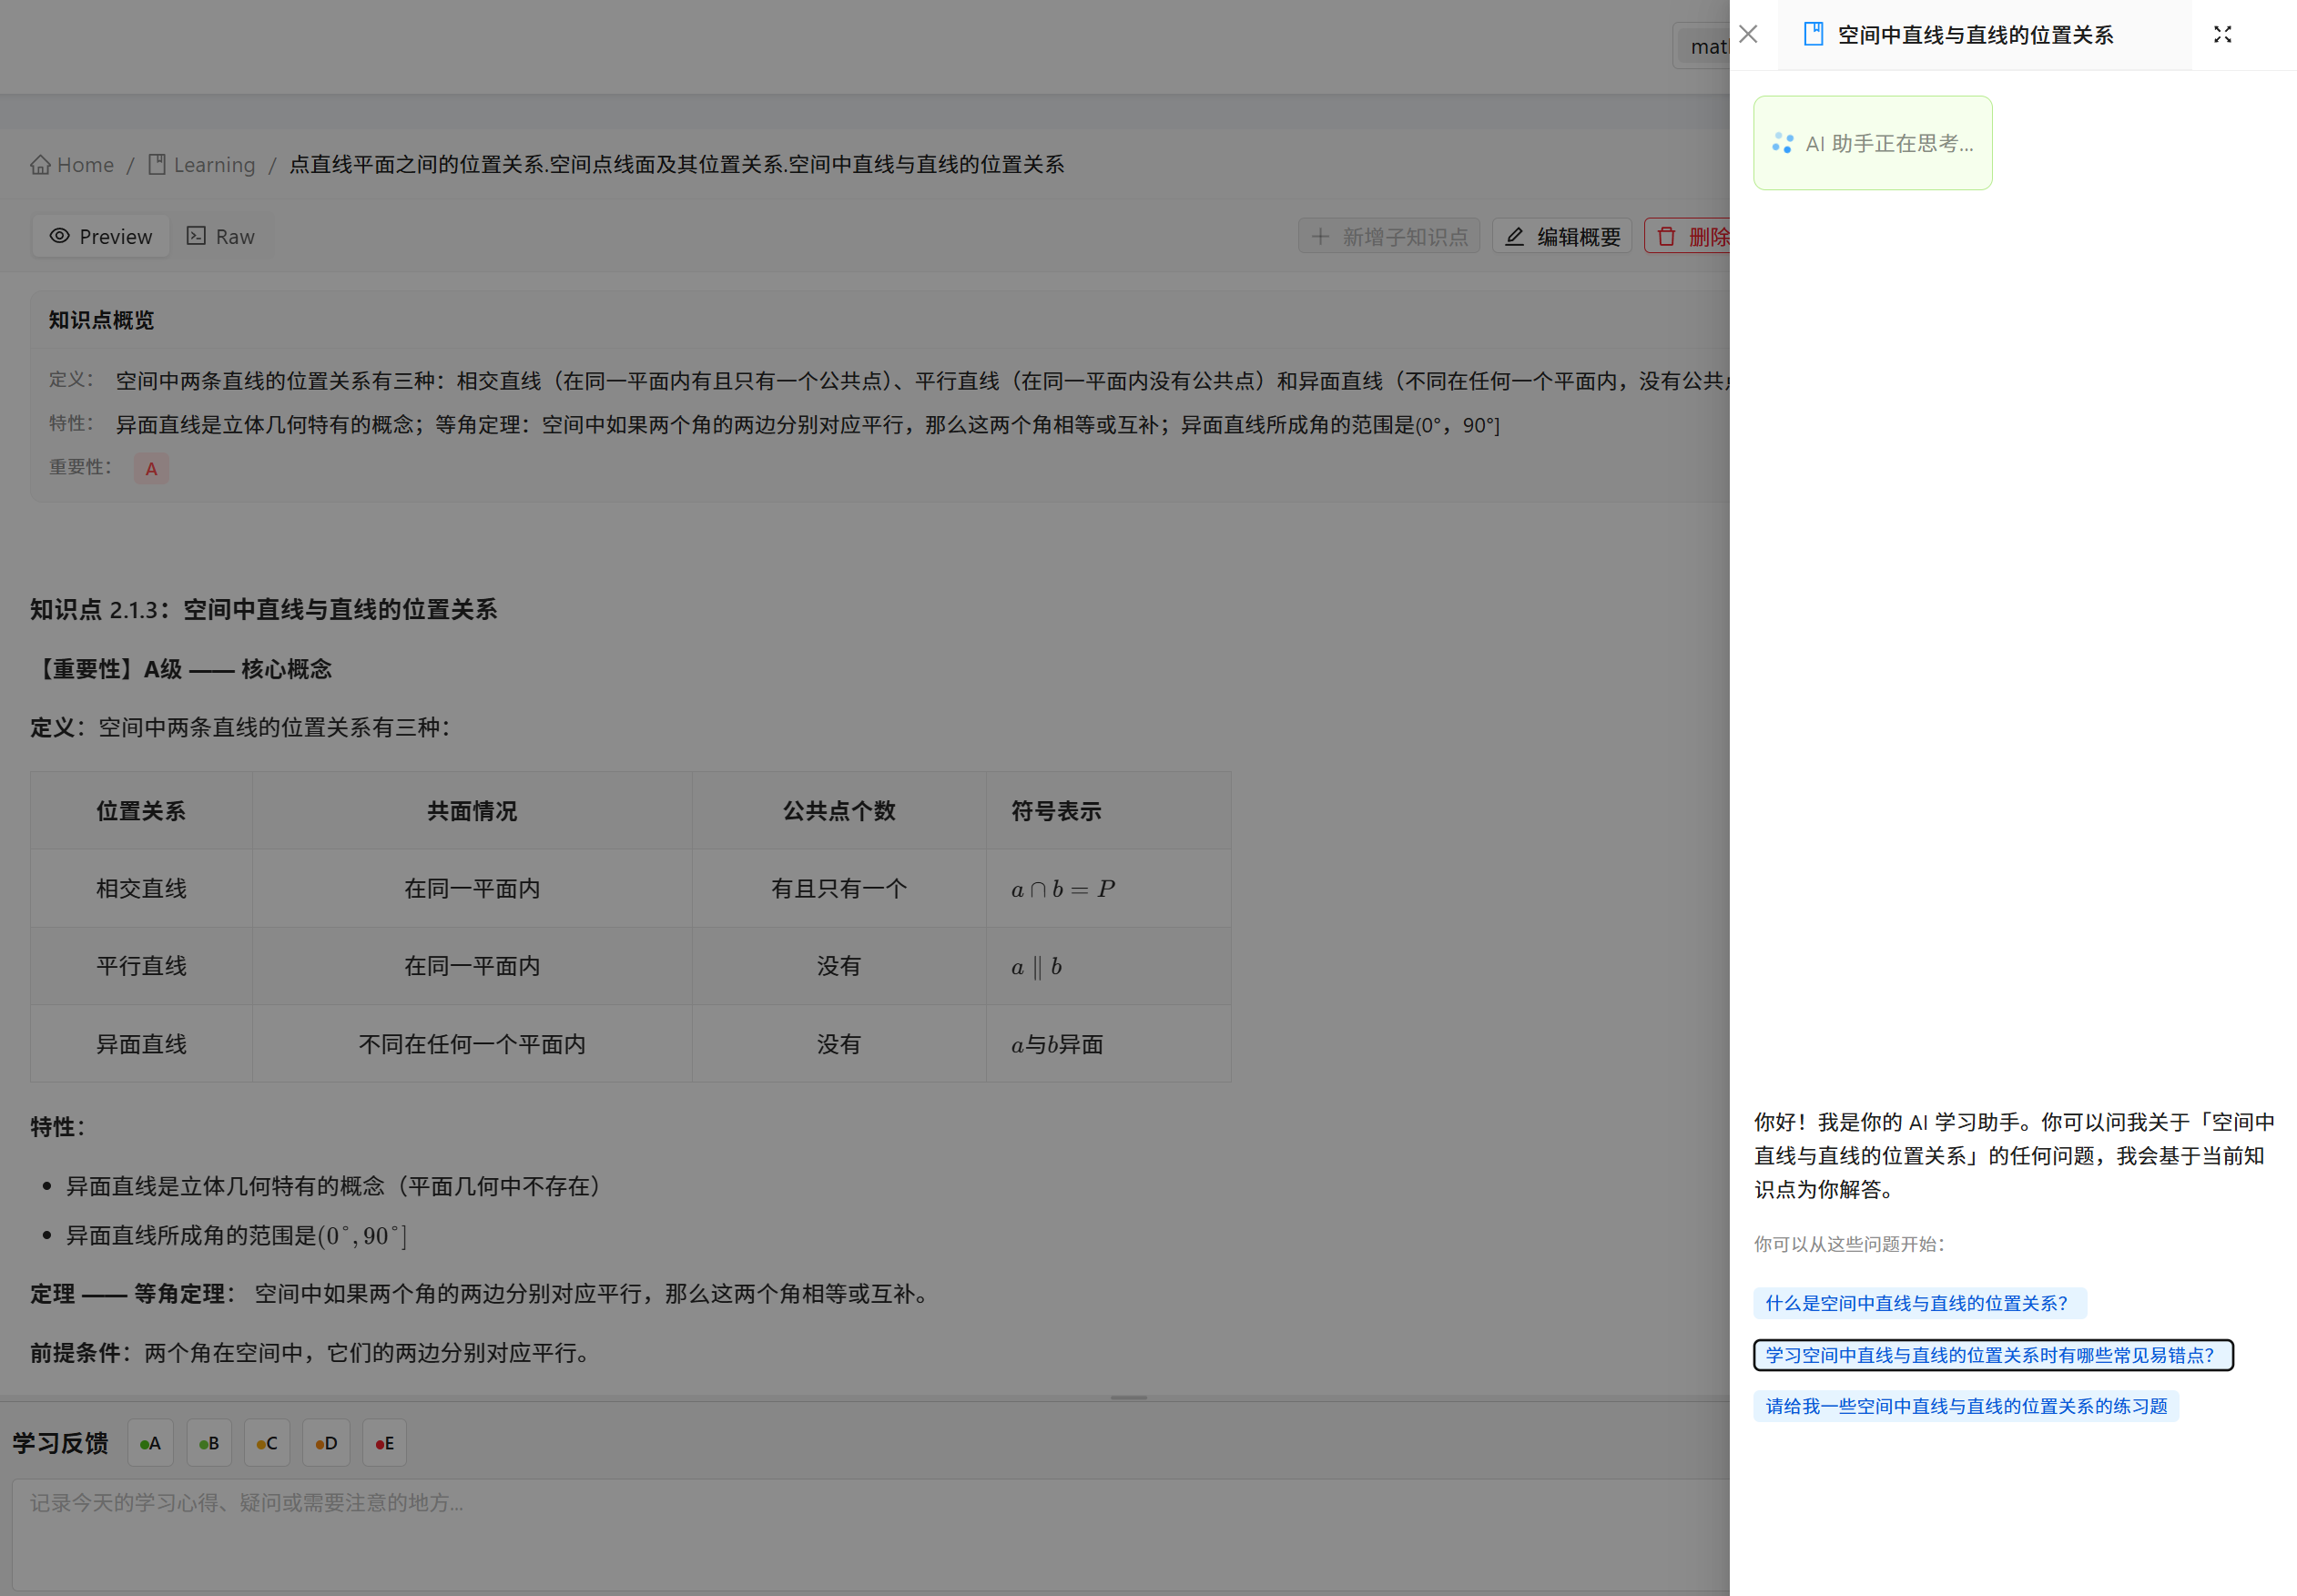 mat
Home / Learning / 点直线平面之间的位置关系.空间点线面及其位置关系.空间中直线与直线的位置关系
Preview Raw
新增子知识点 编辑概要 删除
知识点概览
定义： 空间中两条直线的位置关系有三种：相交直线（在同一平面内有且只有一个公共点）、平行直线（在同一平面内没有公共点）和异面直线（不同在任何一个平面内，没有公共
特性： 异面直线是立体几何特有的概念；等角定理：空间中如果两个角的两边分别对应平行，那么这两个角相等或互补；异面直线所成角的范围是(0°，90°]
重要性： A
知识点 2.1.3：空间中直线与直线的位置关系
【重要性】A级 —— 核心概念
定义：空间中两条直线的位置关系有三种：
位置关系 共面情况 公共点个数 符号表示
相交直线 在同一平面内 有且只有一个 a ∩ b = P
平行直线 在同一平面内 没有 a ∥ b
异面直线 不同在任何一个平面内 没有 a与b异面
特性：
异面直线是立体几何特有的概念（平面几何中不存在）
异面直线所成角的范围是(0°, 90°]
定理 —— 等角定理： 空间中如果两个角的两边分别对应平行，那么这两个角相等或互补。
前提条件：两个角在空间中，它们的两边分别对应平行。
学习反馈 A B C D E
记录今天的学习心得、疑问或需要注意的地方...
空间中直线与直线的位置关系
AI 助手正在思考...
你好！我是你的 AI 学习助手。你可以问我关于「空间中
直线与直线的位置关系」的任何问题，我会基于当前知
识点为你解答。
你可以从这些问题开始：
什么是空间中直线与直线的位置关系？
学习空间中直线与直线的位置关系时有哪些常见易错点？
请给我一些空间中直线与直线的位置关系的练习题